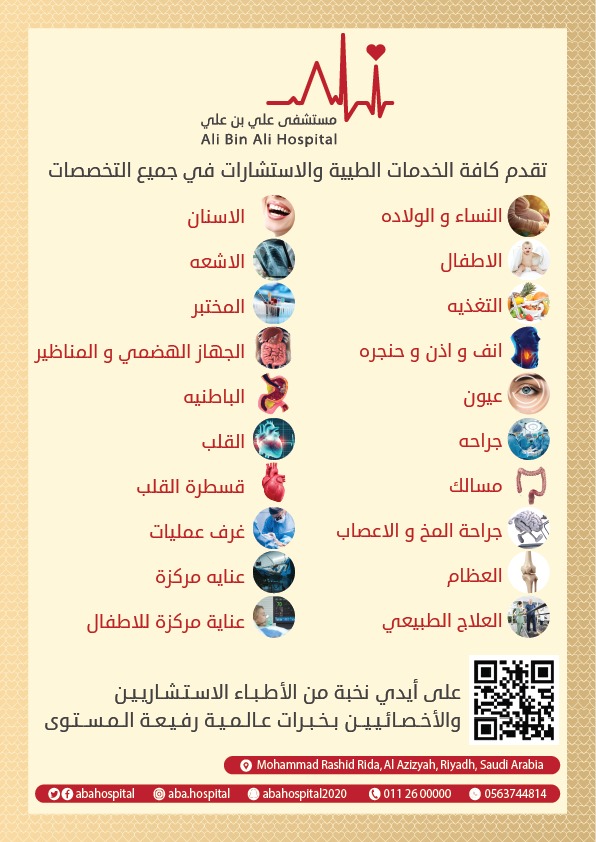 مستشفى علي بن علي
Ali Bin Ali Hospital
تقدم كافة الخدمات الطبية والاستشارات في جميع التخصصات
النساء و الولاده
الاطفال
التغذيه
انف و اذن و حنجره
عيون
جراحه
مسالك
جراحة المخ و الاعصاب
العظام
العلاج الطبيعي
الاسنان
الاشعه
المختبر
الجهاز الهضمي و المناظير
الباطنيه
القلب
قسطرة القلب
غرف عمليات
عنايه مركزة
عناية مركزة للاطفال
على أيدي نخبة من الأطباء الاستشاريين
والأخصائيين بخبرات عالمية رفيعة المستوى
Mohammad Rashid Rida, Al Azizyah, Riyadh, Saudi Arabia
abahospital aba.hospital abahospital2020 011 26 00000 0563744814